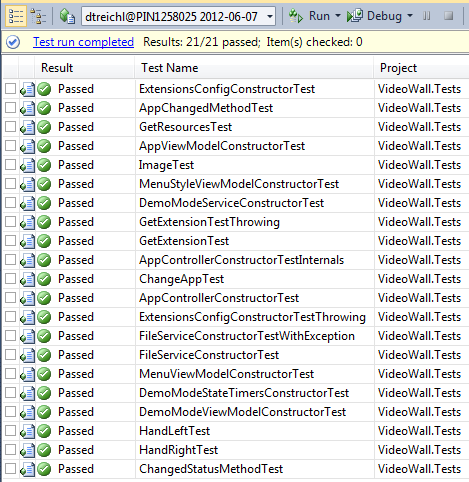 dtreichl@PIN1258025 2012-06-07 Run Debug
Test run completed Results: 21/21 passed; Item(s) checked: 0
Result Test Name Project
Passed ExtensionsConfigConstructorTest VideoWall.Tests
Passed AppChangedMethodTest VideoWall.Tests
Passed GetResourcesTest VideoWall.Tests
Passed AppViewModelConstructorTest VideoWall.Tests
Passed ImageTest VideoWall.Tests
Passed MenuStyleViewModelConstructorTest VideoWall.Tests
Passed DemoModeServiceConstructorTest VideoWall.Tests
Passed GetExtensionTestThrowing VideoWall.Tests
Passed GetExtensionTest VideoWall.Tests
Passed AppControllerConstructorTestInternals VideoWall.Tests
Passed ChangeAppTest VideoWall.Tests
Passed AppControllerConstructorTest VideoWall.Tests
Passed ExtensionsConfigConstructorTestThrowing VideoWall.Tests
Passed FileServiceConstructorTestWithException VideoWall.Tests
Passed FileServiceConstructorTest VideoWall.Tests
Passed MenuViewModelConstructorTest VideoWall.Tests
Passed DemoModeStateTimersConstructorTest VideoWall.Tests
Passed DemoModeViewModelConstructorTest VideoWall.Tests
Passed HandLeftTest VideoWall.Tests
Passed HandRightTest VideoWall.Tests
Passed ChangedStatusMethodTest VideoWall.Tests